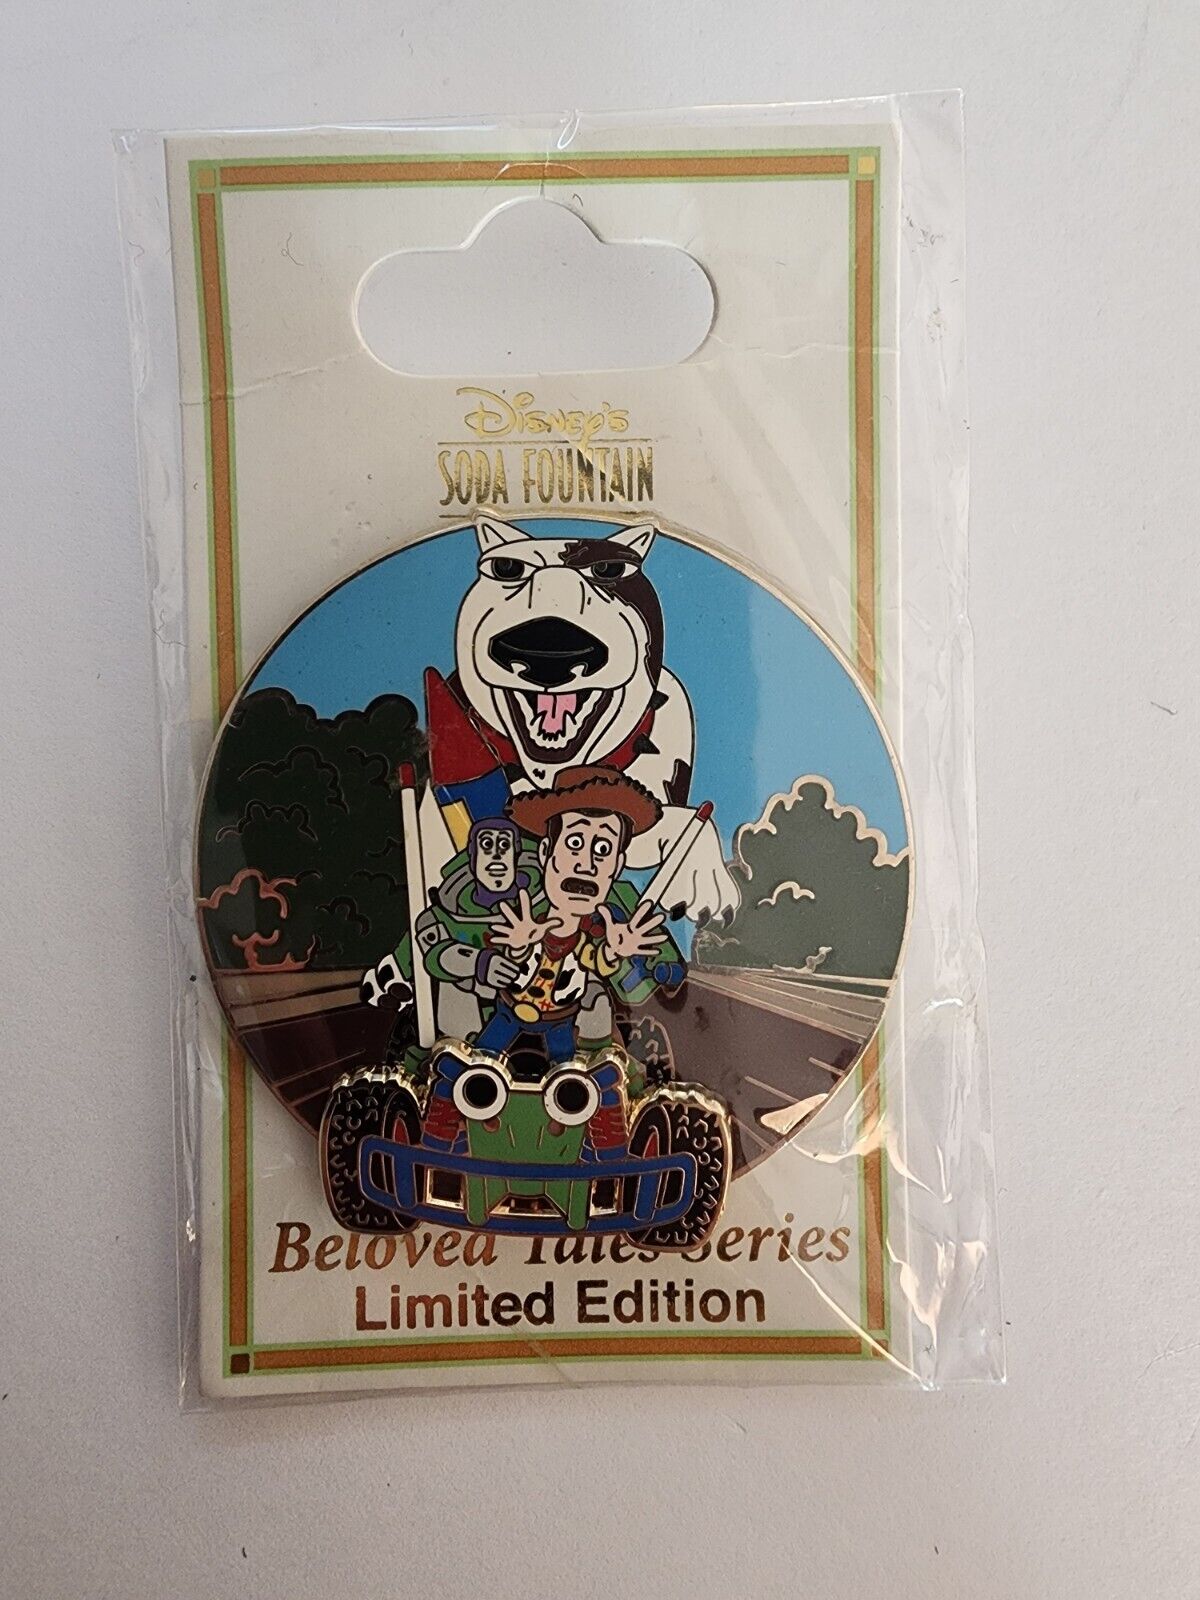 Disney's
SODA FOUNTAIN
Beloved Tales Series
Limited Edition